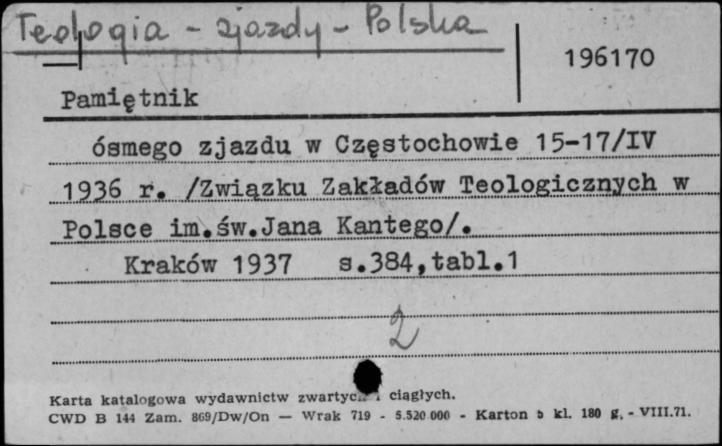 Teologia - zjazdy - Polska
196170
Pamiętnik
ósmego zjazdu w Częstochowie 15-17/IV
1936 r. /Związku Zakładów Teologicznych w
Polsce im.św.Jana Kantego/.
Kraków 1937 s.384,tabl.1
2
Karta katalogowa wydawnictw zwartych i ciągłych.
CWD B 144 Zam. 869/Dw/On — Wrak 719 - 5.520 000 - Karton b kl. 180 g. - VIII.71.